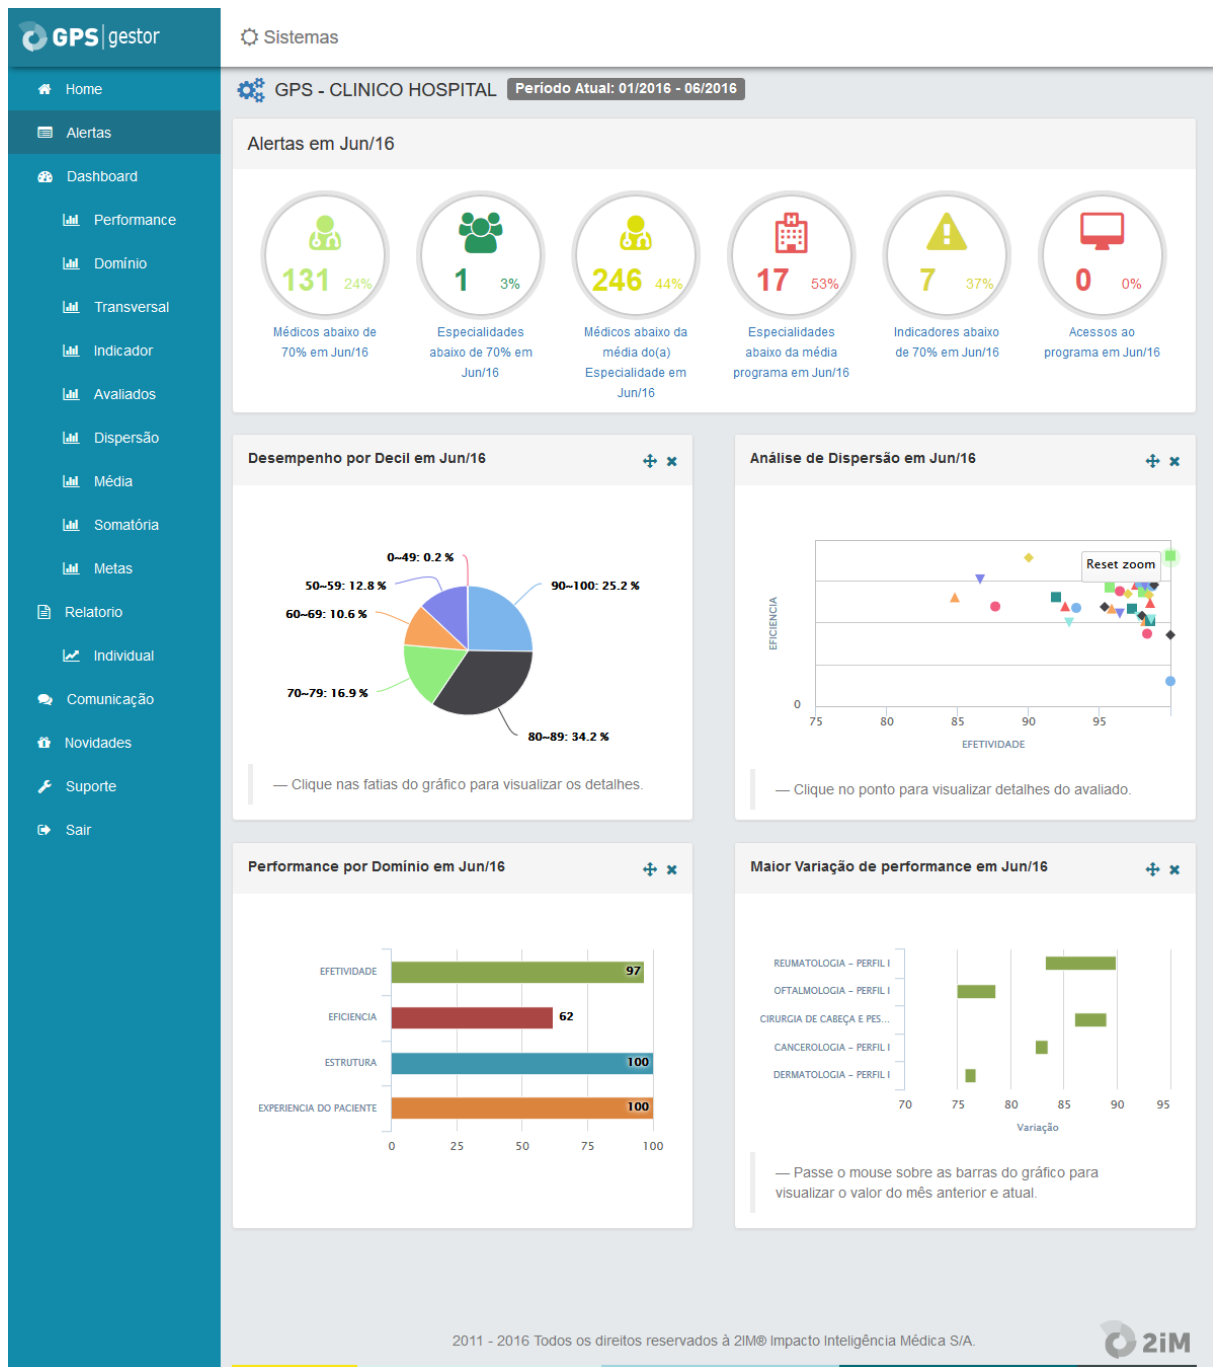 GPS|gestor
Sistemas
Home
Alertas
Dashboard
Performance
Domínio
Transversal
Indicador
Avaliados
Dispersão
Média
Somatória
Metas
Relatorio
Individual
Comunicação
Novidades
Suporte
Sair
GPS - CLINICO HOSPITAL Período Atual: 01/2016 - 06/2016
Alertas em Jun/16
131 24%
Médicos abaixo de
70% em Jun/16
1 3%
Especialidades
abaixo de 70% em
Jun/16
246 44%
Médicos abaixo da
média do(a)
Especialidade em
Jun/16
H
17 53%
Especialidades
abaixo da média
programa em Jun/16
7 37%
Indicadores abaixo
de 70% em Jun/16
0 0%
Acessos ao
programa em Jun/16
Desempenho por Decil em Jun/16
0~49: 0.2 %
50~59: 12.8 %
90~100: 25.2 %
60~69: 10.6 %
70~79: 16.9 %
80~89: 34.2 %
— Clique nas fatias do gráfico para visualizar os detalhes.
Análise de Dispersão em Jun/16
Reset zoom
EFICIENCIA
0
75 80 85 90 95
EFETIVIDADE
— Clique no ponto para visualizar detalhes do avaliado.
Performance por Domínio em Jun/16
EFETIVIDADE 97
EFICIENCIA 62
ESTRUTURA 100
EXPERIENCIA DO PACIENTE 100
0 25 50 75 100
Maior Variação de performance em Jun/16
REUMATOLOGIA – PERFIL I
OFTALMOLOGIA – PERFIL I
CIRURGIA DE CABEÇA E PES...
CANCEROLOGIA – PERFIL I
DERMATOLOGIA – PERFIL I
70 75 80 85 90 95
Variação
— Passe o mouse sobre as barras do gráfico para
visualizar o valor do mês anterior e atual.
2011 - 2016 Todos os direitos reservados à 2IM® Impacto Inteligência Médica S/A.
2iM